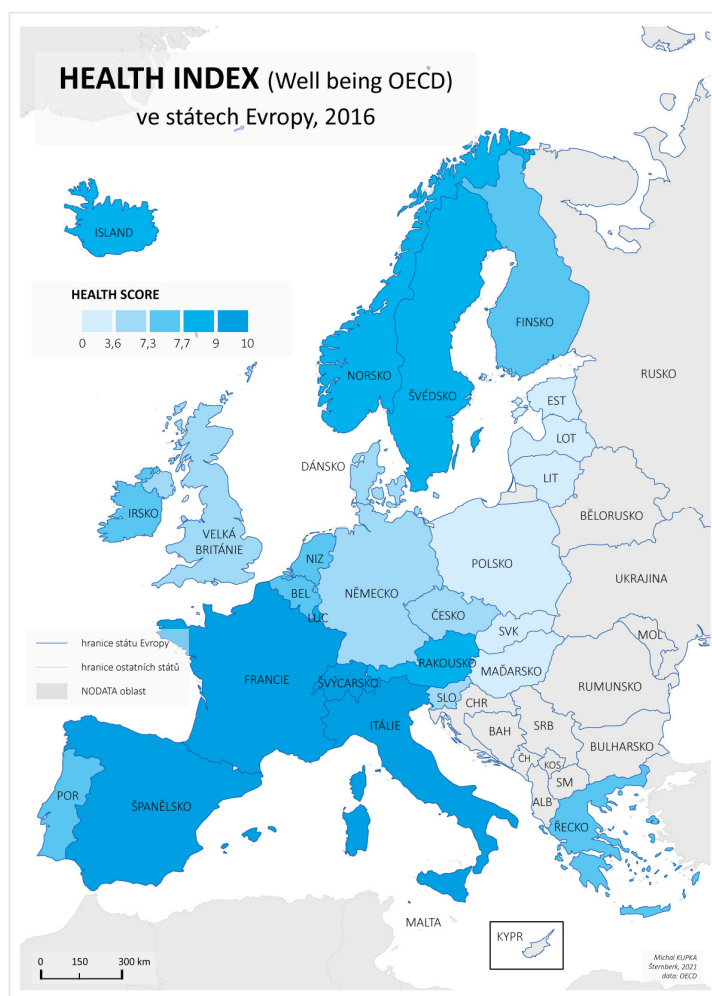 HEALTH INDEX (Well being OECD)
ve státech Evropy, 2016
ISLAND
HEALTH SCORE
0 3,6 7,3 7,7 9 10
FINSKO
NORSKO
ŠVÉDSKO
RUSKO
EST
LOT
DÁNSKO
LIT
IRSKO
BĚLORUSKO
VELKÁ
BRITÁNIE
NIZ
POLSKO
UKRAJINA
BEL
NĚMECKO
LUC
ČESKO
SVK
MOL
hranice státu Evropy
hranice ostatních států
NODATA oblast
RAKOUSKO
MAĎARSKO
FRANCIE
ŠVÝCARSKO
RUMUNSKO
SLO
CHR
ITÁLIE
BAH
SRB
BULHARSKO
ČH
KOS
SM
POR
ŠPANĚLSKO
ALB
ŘECKO
MALTA
KYPR
0 150 300 km
Michal KUPKA
Šternberk, 2021
data: OECD